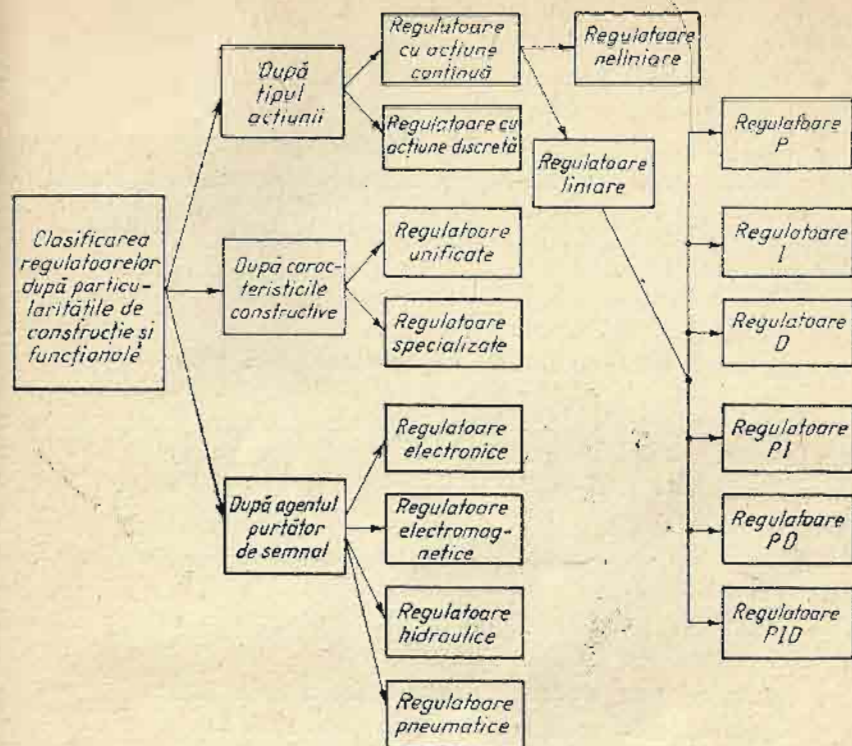 Clasificarea
regulatoarelor
după particu-
laritățile de
construcție și
funcționale
După
tipul
acțiunii
Regulatoare
cu acțiune
continuă
Regulatoare
neliniare
Regulatoare cu
acțiune discretă
Regulatoare
liniare
După carac-
teristicile
constructive
Regulatoare
unificate
Regulatoare
specializate
După agentul
purtător
de semnal
Regulatoare
electronice
Regulatoare
electromag-
netice
Regulatoare
hidraulice
Regulatoare
pneumatice
Regulatoare
P
Regulatoare
I
Regulatoare
D
Regulatoare
PI
Regulatoare
PD
Regulatoare
PID